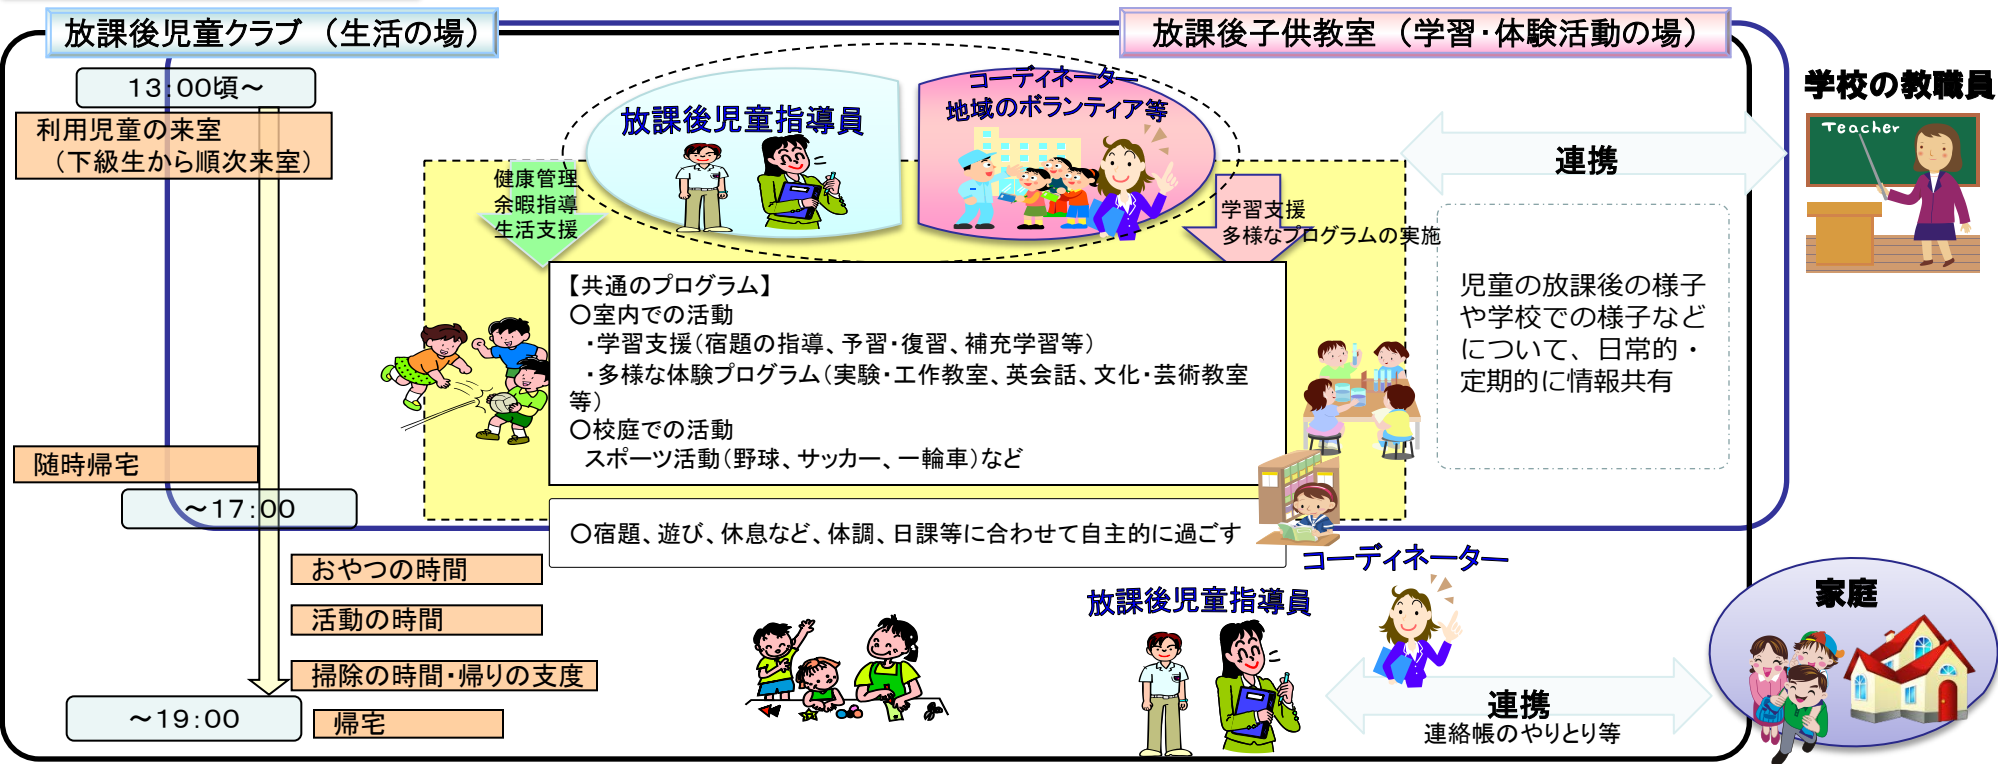 放課後児童クラブ （生活の場）
放課後子供教室 （学習・体験活動の場）
13:00頃～
利用児童の来室
（下級生から順次来室）
放課後児童指導員
コーディネーター
地域のボランティア等
学校の教職員
Teacher
連携
健康管理
余暇指導
生活支援
学習支援
多様なプログラムの実施
【共通のプログラム】
○室内での活動
・学習支援（宿題の指導、予習・復習、補充学習等）
・多様な体験プログラム（実験・工作教室、英会話、文化・芸術教室
等）
○校庭での活動
スポーツ活動（野球、サッカー、一輪車）など
児童の放課後の様子
や学校での様子など
について、日常的・
定期的に情報共有
随時帰宅
～17:00
○宿題、遊び、休息など、体調、日課等に合わせて自主的に過ごす
おやつの時間
活動の時間
掃除の時間・帰りの支度
～19:00
帰宅
コーディネーター
放課後児童指導員
家庭
連携
連絡帳のやりとり等